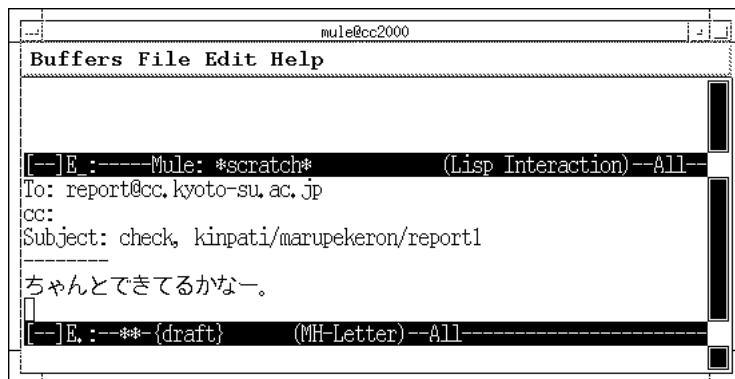 mule@cc2000
Buffers File Edit Help
[--]E_:-----Mule: *scratch* (Lisp Interaction)--All--
To: report@cc.kyoto-su.ac.jp
cc:
Subject: check, kinpati/marupekeron/report1
--------
ちゃんとできてるかなー。
[--]E.:--**-{draft} (MH-Letter)--All-----------------------